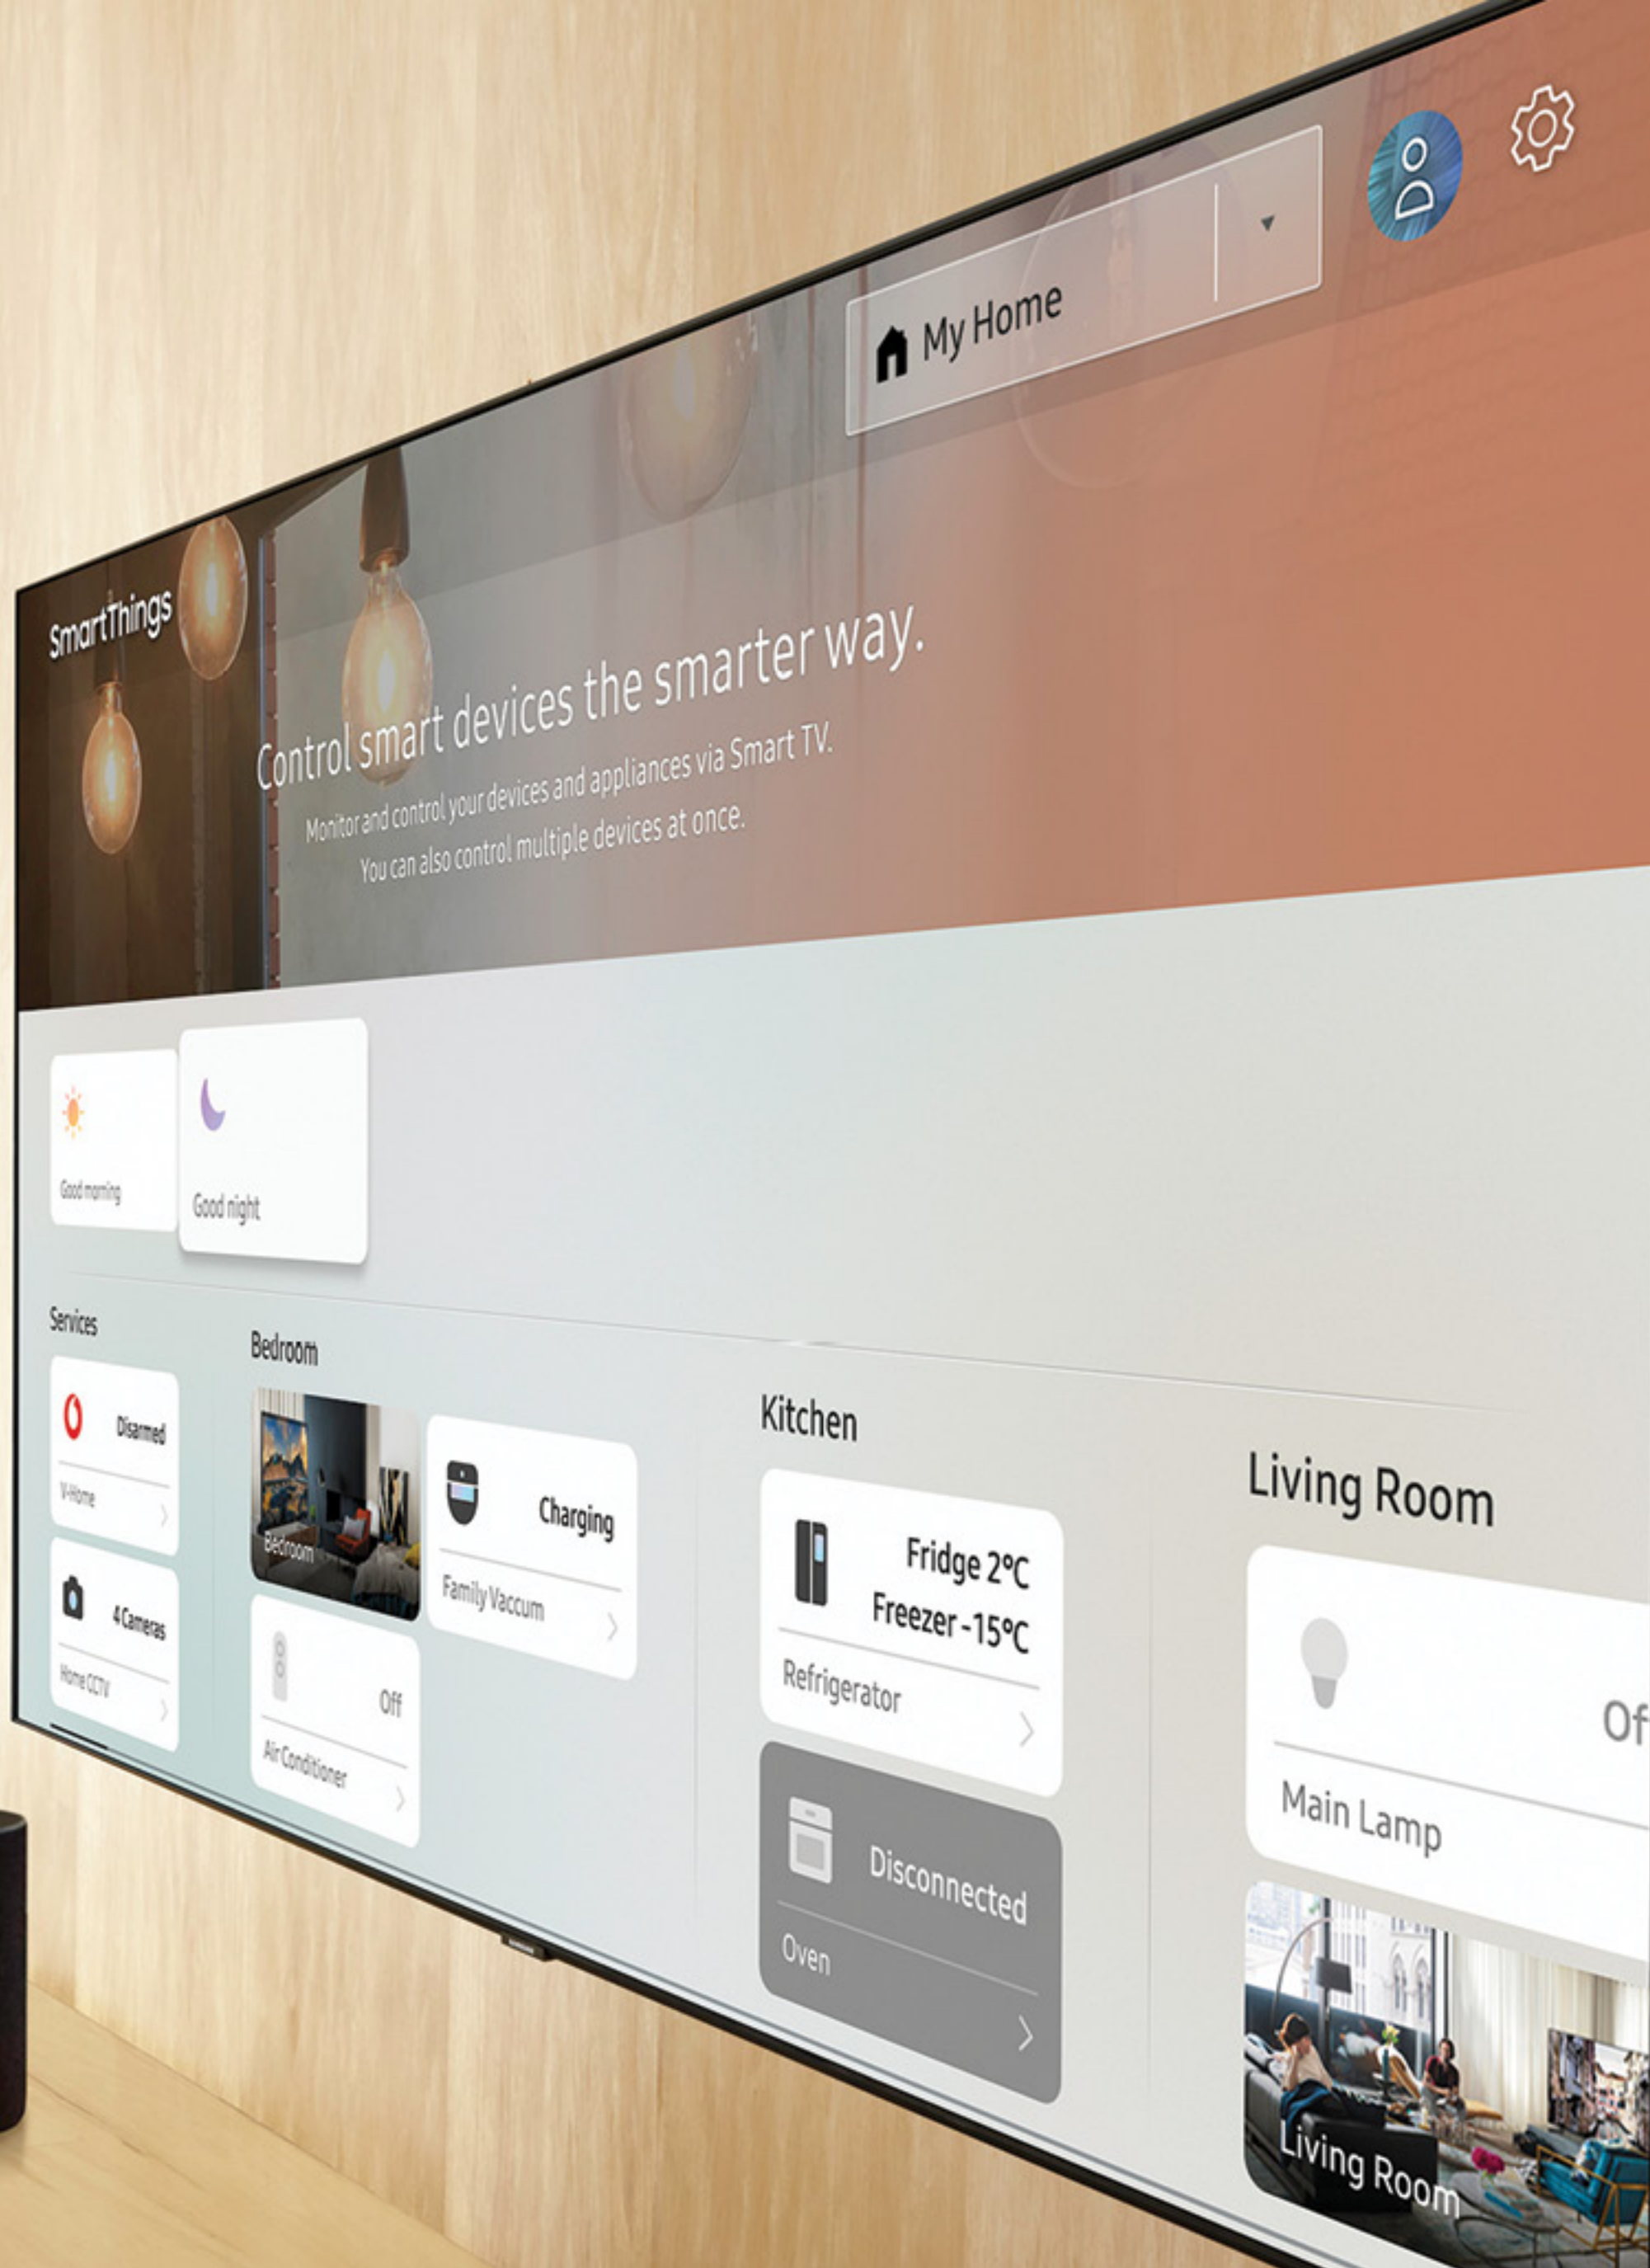 My Home
SmartThings
Control smart devices the smarter way.
Monitor and control your devices and appliances via Smart TV.
You can also control multiple devices at once.
Good morning
Good night
Services
Disarmed
V-Home
4 Cameras
Home CCTV
Bedroom
Bedroom
Charging
Family Vaccum
Off
Air Conditioner
Kitchen
Fridge 2°C
Freezer -15°C
Refrigerator
Disconnected
Oven
Living Room
Of
Main Lamp
Living Room